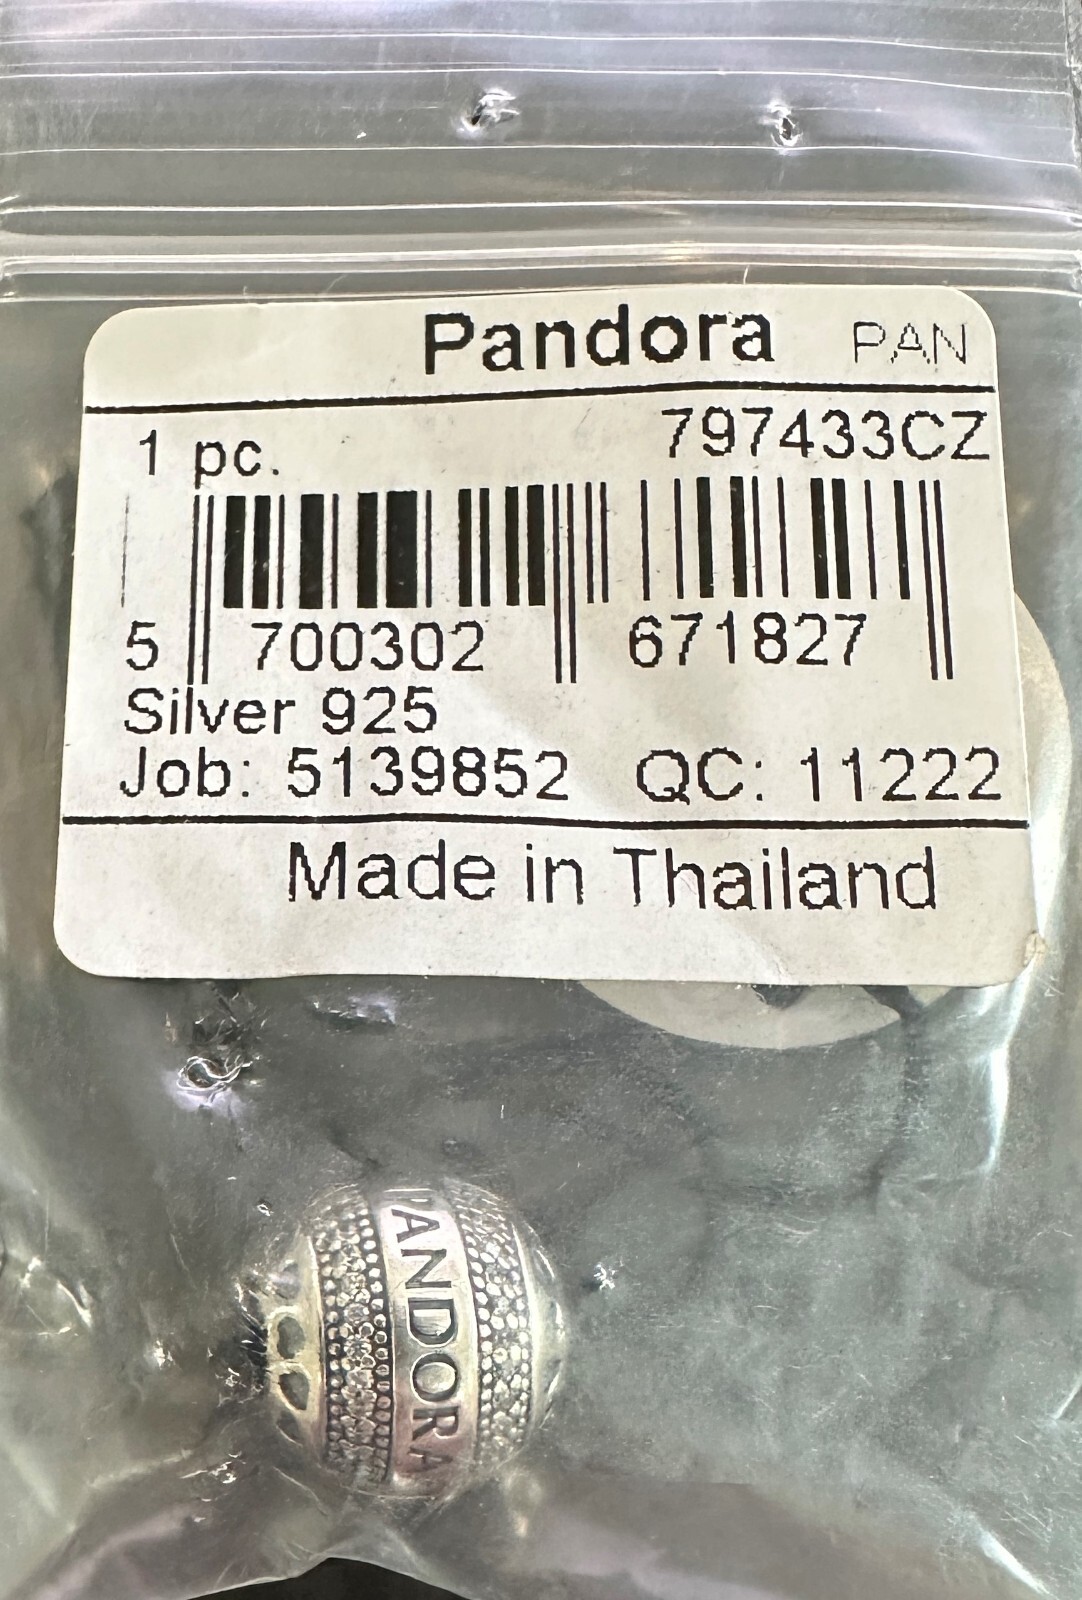 Pandora PAN
1 pc. 797433CZ
5 700302 671827
Silver 925
Job: 5139852 QC: 11222
Made in Thailand
PANDORA